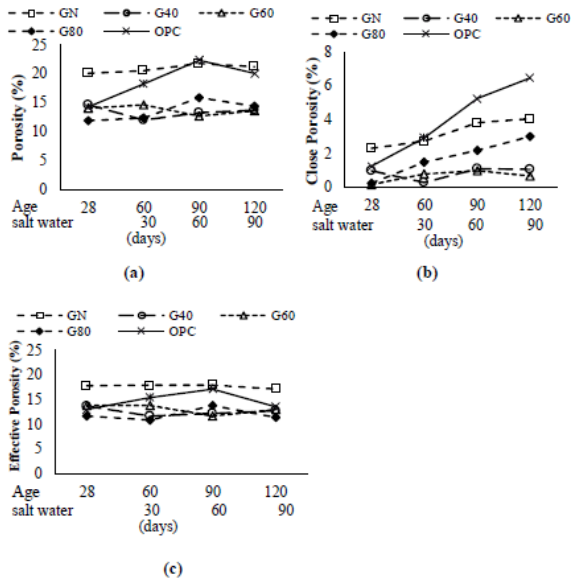 GN G40 G60
G80 OPC
Porosity (%)
25
20
15
10
5
0
Age 28 60 90 120
salt water 30 60 90
(days)
(a)
GN G40 G60
G80 OPC
Close Porosity (%)
8
6
4
2
0
Age 28 60 90 120
salt water 30 60 90
(days)
(b)
GN G40 G60
G80 OPC
Effective Porosity (%)
25
20
15
10
5
0
Age 28 60 90 120
salt water 30 60 90
(days)
(c)